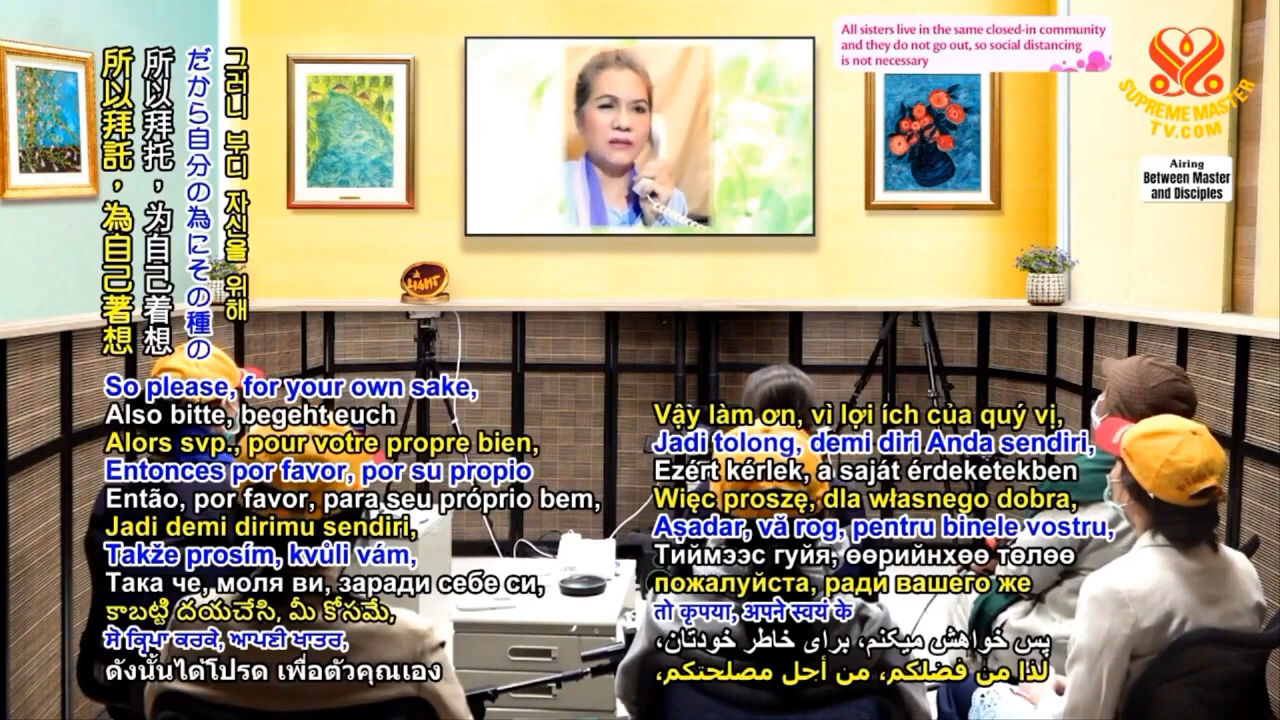 All sisters live in the same closed-in community
and they do not go out, so social distancing
is not necessary
SUPREME MASTER
TV.COM
Airing
Between Master
and Disciples
LIGHT
그러니 부디 자신을 위해
だから自分の為にその種の
所以拜托，为自己着想
所以拜託，為自己著想
So please, for your own sake,
Also bitte, begeht euch
Alors svp., pour votre propre bien,
Entonces por favor, por su propio
Então, por favor, para seu próprio bem,
Jadi demi dirimu sendiri,
Takže prosím, kvůli vám,
Така че, моля ви, заради себе си,
కాబట్టి దయచేసి, మీ కోసమే,
ਸੋ ਕ੍ਰਿਪਾ ਕਰਕੇ, ਆਪਣੀ ਖਾਤਰ,
ดังนั้นได้โปรด เพื่อตัวคุณเอง
Vậy làm ơn, vì lợi ích của quý vị,
Jadi tolong, demi diri Anda sendiri,
Ezért kérlek, a saját érdeketekben
Więc proszę, dla własnego dobra,
Așadar, vă rog, pentru binele vostru,
Тиймээс гуйя, өөрийнхөө төлөө
пожалуйста, ради вашего же
तो कृपया, अपने स्वयं के
پس خواهش میکنم، برای خاطر خودتان،
لذا من فضلكم، من أجل مصلحتكم،